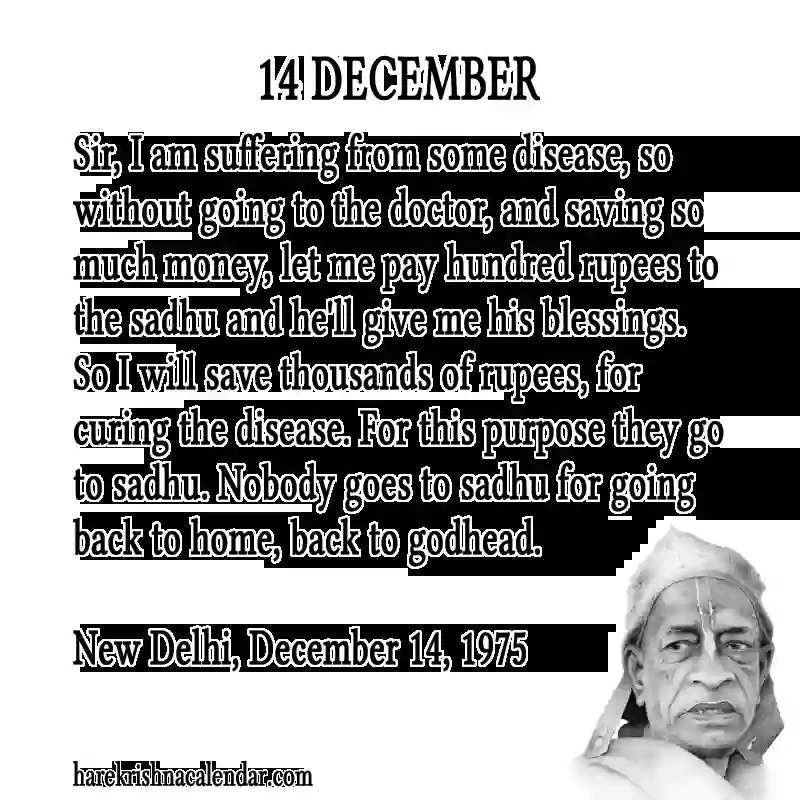 14 DECEMBER
Sir, I am suffering from some disease, so
without going to the doctor, and saving so
much money, let me pay hundred rupees to
the sadhu and he'll give me his blessings.
So I will save thousands of rupees, for
curing the disease. For this purpose they go
to sadhu. Nobody goes to sadhu for going
back to home, back to godhead.
New Delhi, December 14, 1975
harekrishnacalendar.com